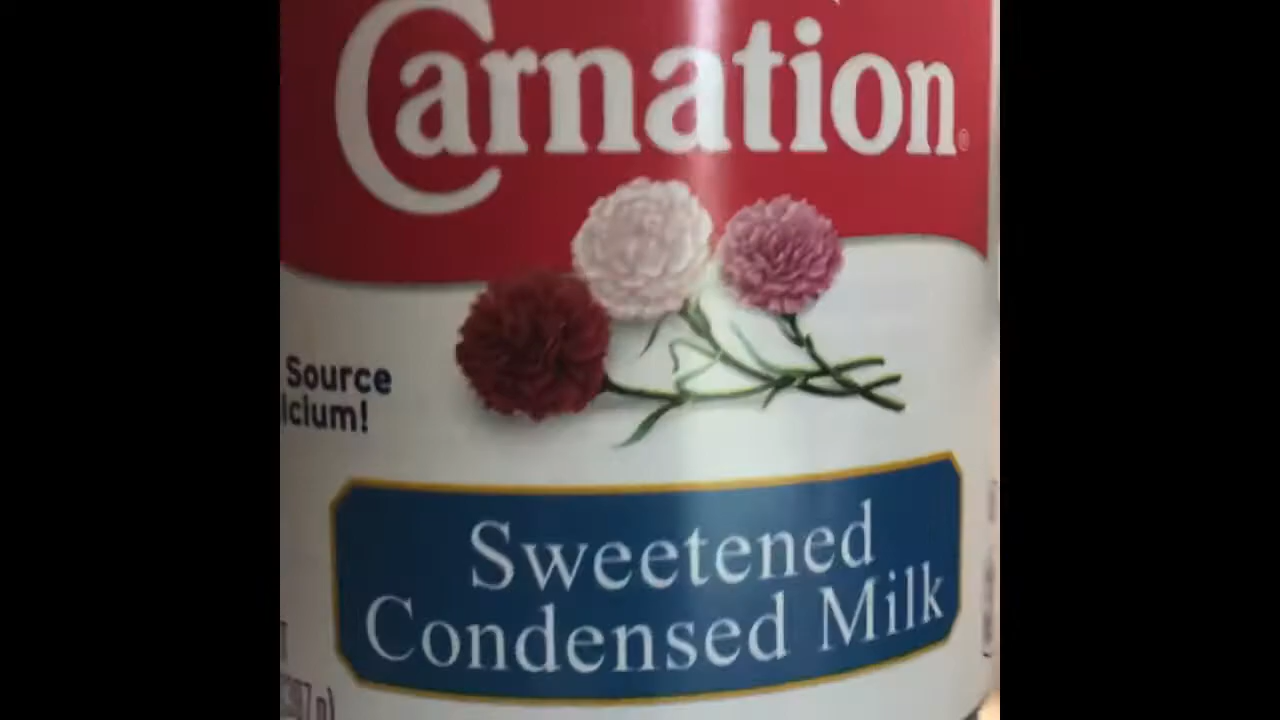 Carnation®
Source
lcium!
Sweetened
Condensed Milk